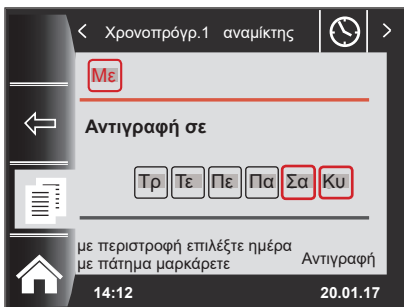 < Χρονοπρόγρ.1 αναμίκτης >
Με
Αντιγραφή σε
Τρ Τε Πε Πα Σα Κυ
με περιστροφή επιλέξτε ημέρα
με πάτημα μαρκάρετε Αντιγραφή
14:12 20.01.17